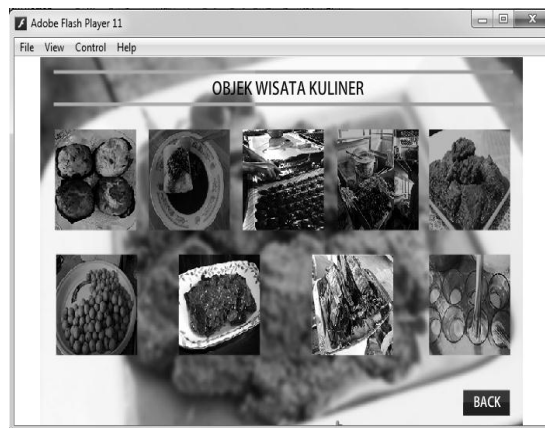 Adobe Flash Player 11
File View Control Help
OBJEK WISATA KULINER
BACK